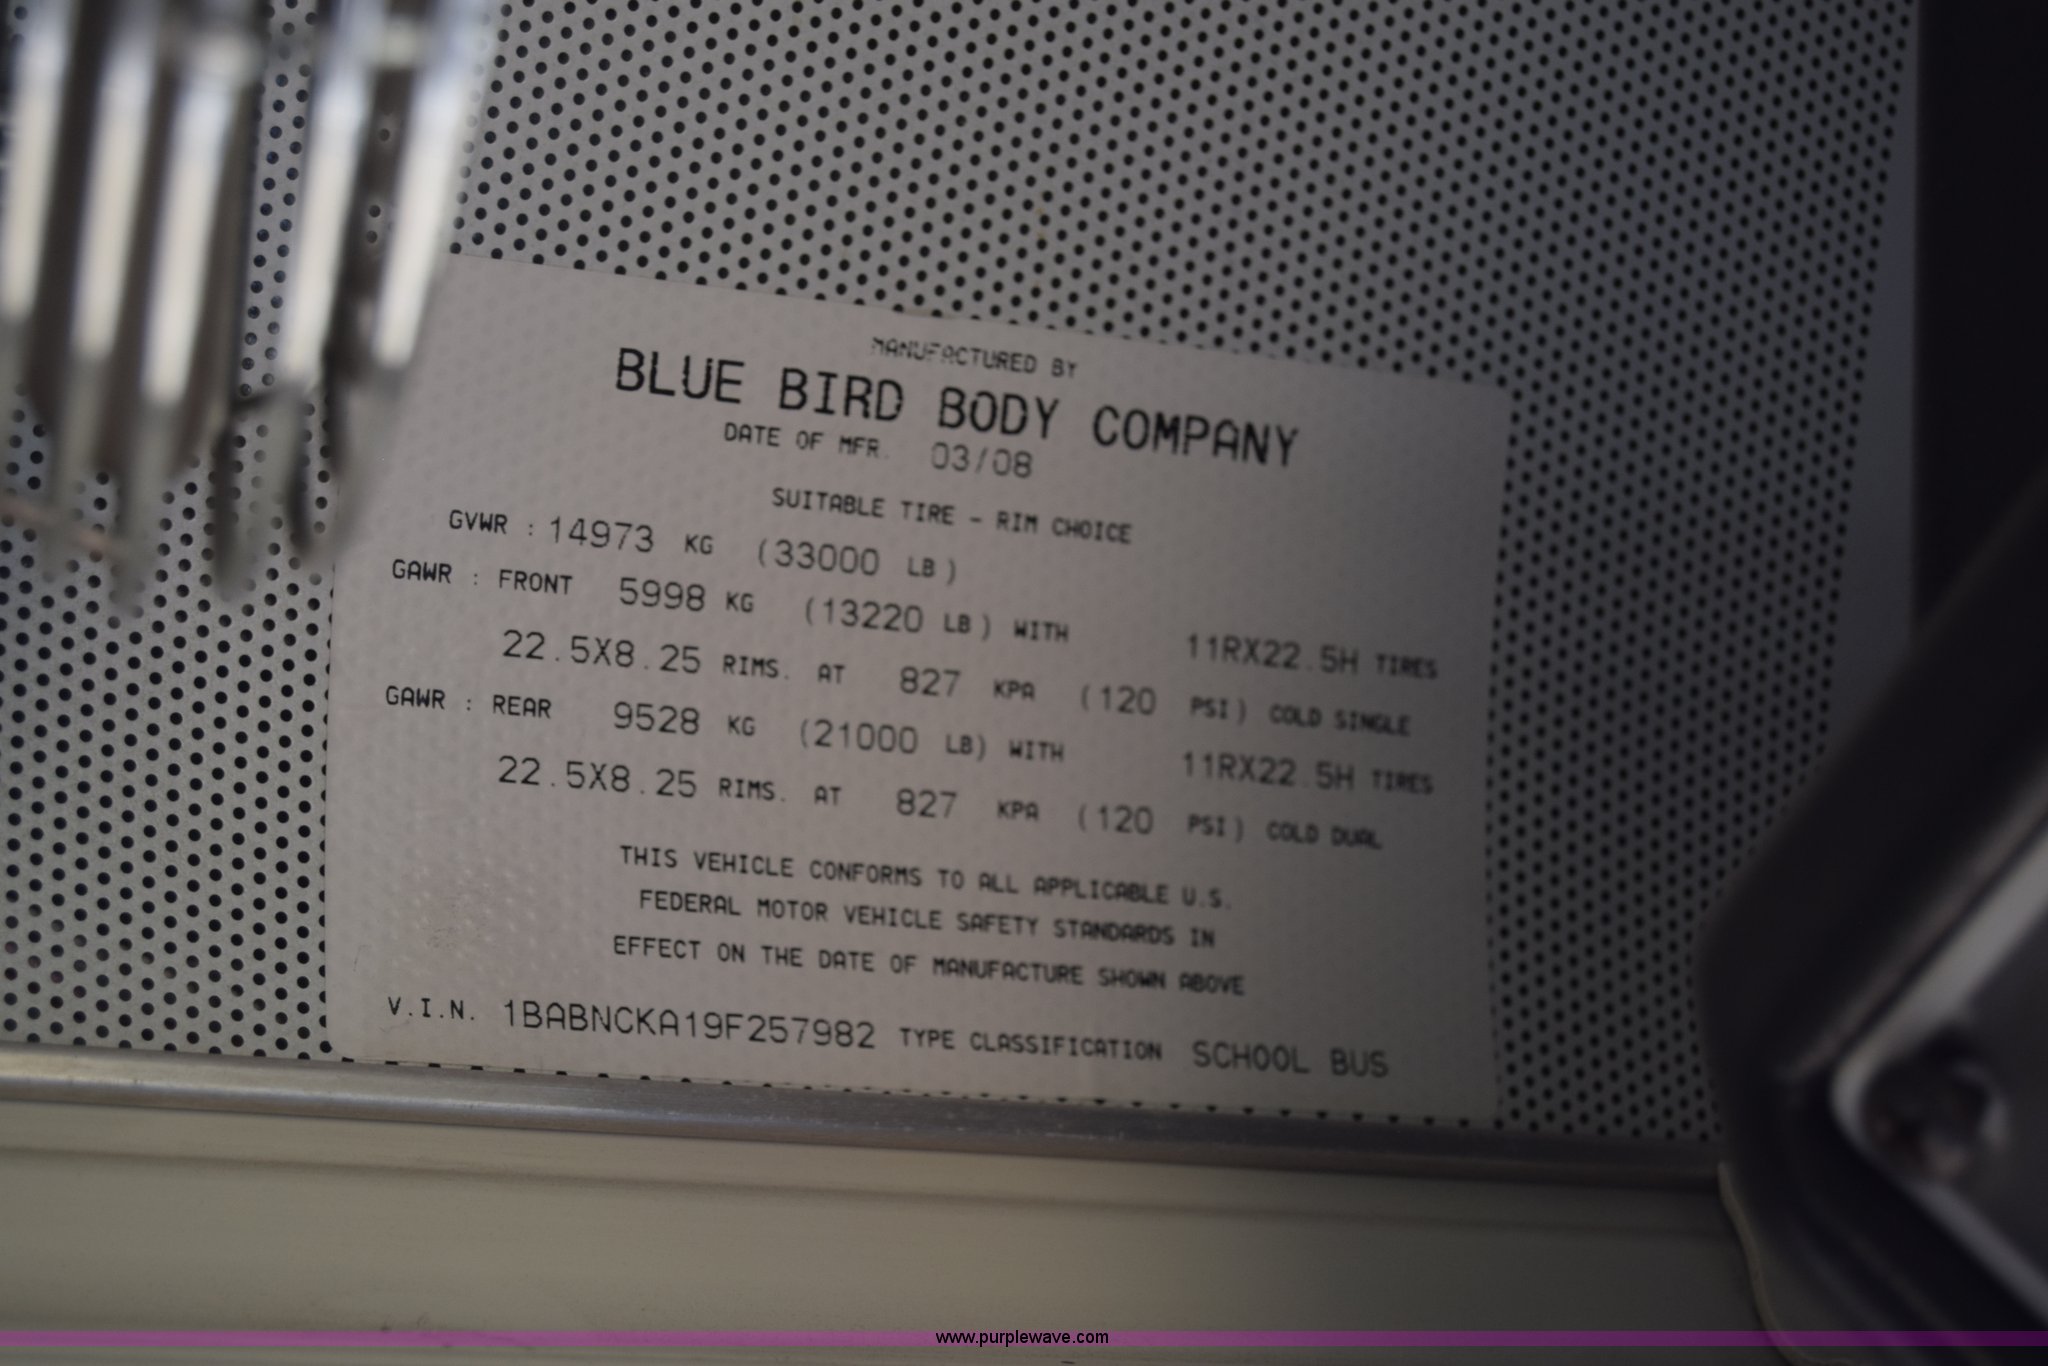 MANUFACTURED BY
BLUE BIRD BODY COMPANY
DATE OF MFR. 03/08
SUITABLE TIRE - RIM CHOICE
GVWR : 14973 KG (33000 LB)
GAWR : FRONT 5998 KG (13220 LB) WITH 11RX22.5H TIRES
22.5X8.25 RIMS. AT 827 KPA (120 PSI) COLD SINGLE
GAWR : REAR 9528 KG (21000 LB) WITH 11RX22.5H TIRES
22.5X8.25 RIMS. AT 827 KPA (120 PSI) COLD DUAL
THIS VEHICLE CONFORMS TO ALL APPLICABLE U.S.
FEDERAL MOTOR VEHICLE SAFETY STANDARDS IN
EFFECT ON THE DATE OF MANUFACTURE SHOWN ABOVE
V.I.N. 1BABNCKA19F257982 TYPE CLASSIFICATION SCHOOL BUS
www.purplewave.com